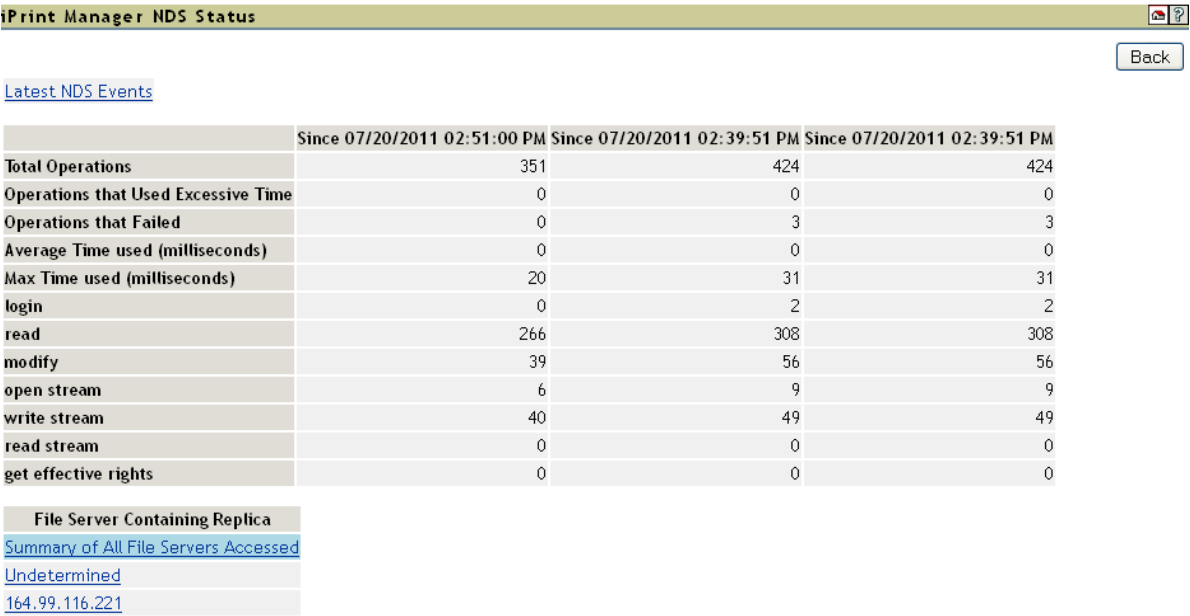 iPrint Manager NDS Status
?
Back
Latest NDS Events
Since 07/20/2011 02:51:00 PM Since 07/20/2011 02:39:51 PM Since 07/20/2011 02:39:51 PM
Total Operations 351 424 424
Operations that Used Excessive Time 0 0 0
Operations that Failed 0 3 3
Average Time used (milliseconds) 0 0 0
Max Time used (milliseconds) 20 31 31
login 0 2 2
read 266 308 308
modify 39 56 56
open stream 6 9 9
write stream 40 49 49
read stream 0 0 0
get effective rights 0 0 0
File Server Containing Replica
Summary of All File Servers Accessed
Undetermined
164.99.116.221